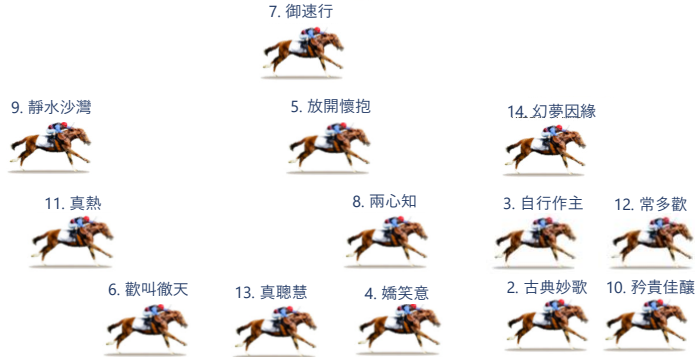 7. 御速行
9. 靜水沙灣
5. 放開懷抱
14. 幻夢因緣
11. 真熱
8. 兩心知
3. 自行作主
12. 常多歡
6. 歡叫徹天
13. 真聰慧
4. 嬌笑意
2. 古典妙歌
10. 矜貴佳釀